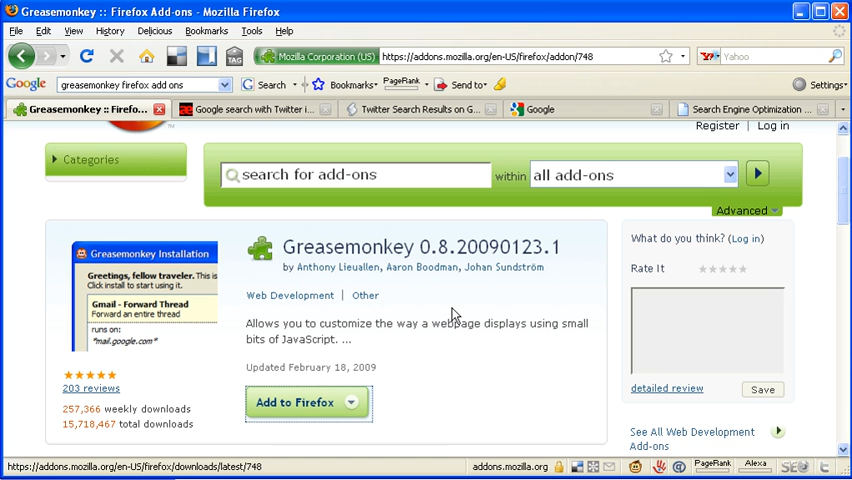 Greasemonkey :: Firefox Add-ons - Mozilla Firefox
File Edit View History Delicious Bookmarks Tools Help
TAG Mozilla Corporation (US) https://addons.mozilla.org/en-US/firefox/addon/748 Yahoo
Google greasemonkey firefox add ons Search Bookmarks PageRank Send to Settings
Greasemonkey :: Firefo... Google search with Twitter i... Twitter Search Results on G... Google Search Engine Optimization ...
Register | Log in
Categories
search for add-ons within all add-ons
Advanced
Greasemonkey Installation
Greetings, fellow traveler. This is
Click install to start using it.
Gmail - Forward Thread
Forward an entire thread
runs on:
*mail.google.com*
203 reviews
257,366 weekly downloads
15,718,467 total downloads
Greasemonkey 0.8.20090123.1
by Anthony Lieuallen, Aaron Boodman, Johan Sundström
Web Development | Other
Allows you to customize the way a webpage displays using small
bits of JavaScript. ...
Updated February 18, 2009
Add to Firefox
What do you think? (Log in)
Rate It
detailed review Save
See All Web Development
Add-ons
https://addons.mozilla.org/en-US/firefox/downloads/latest/748 addons.mozilla.org PageRank Alexa